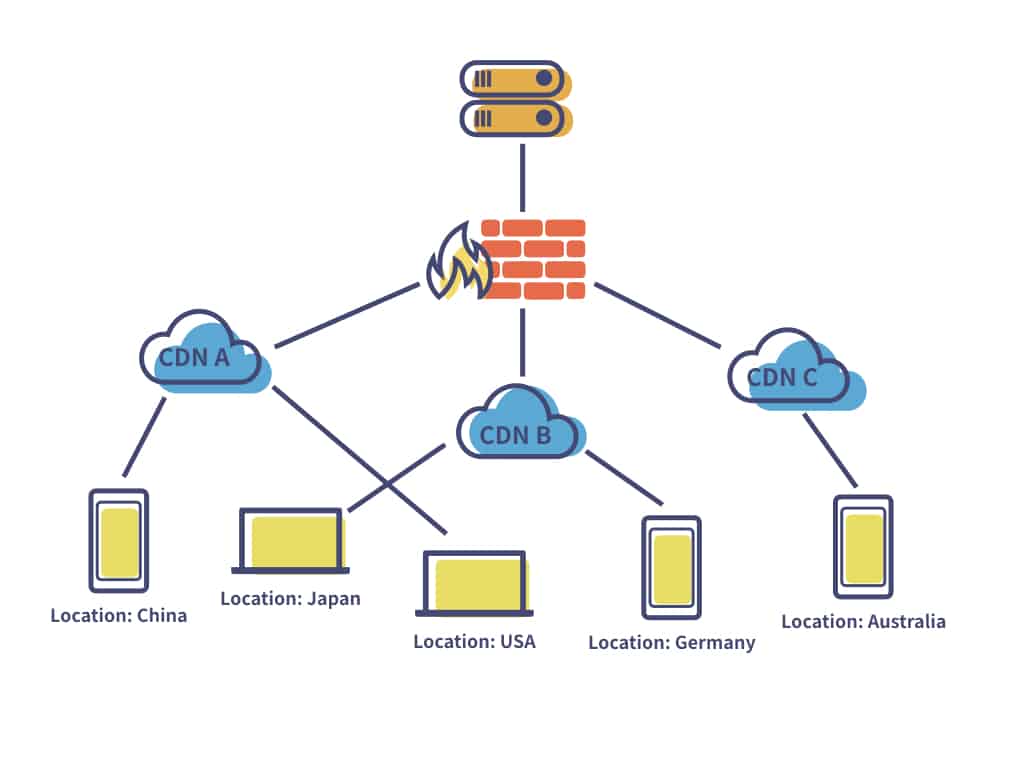 CDN A
CDN B
CDN C
Location: China
Location: Japan
Location: USA
Location: Germany
Location: Australia